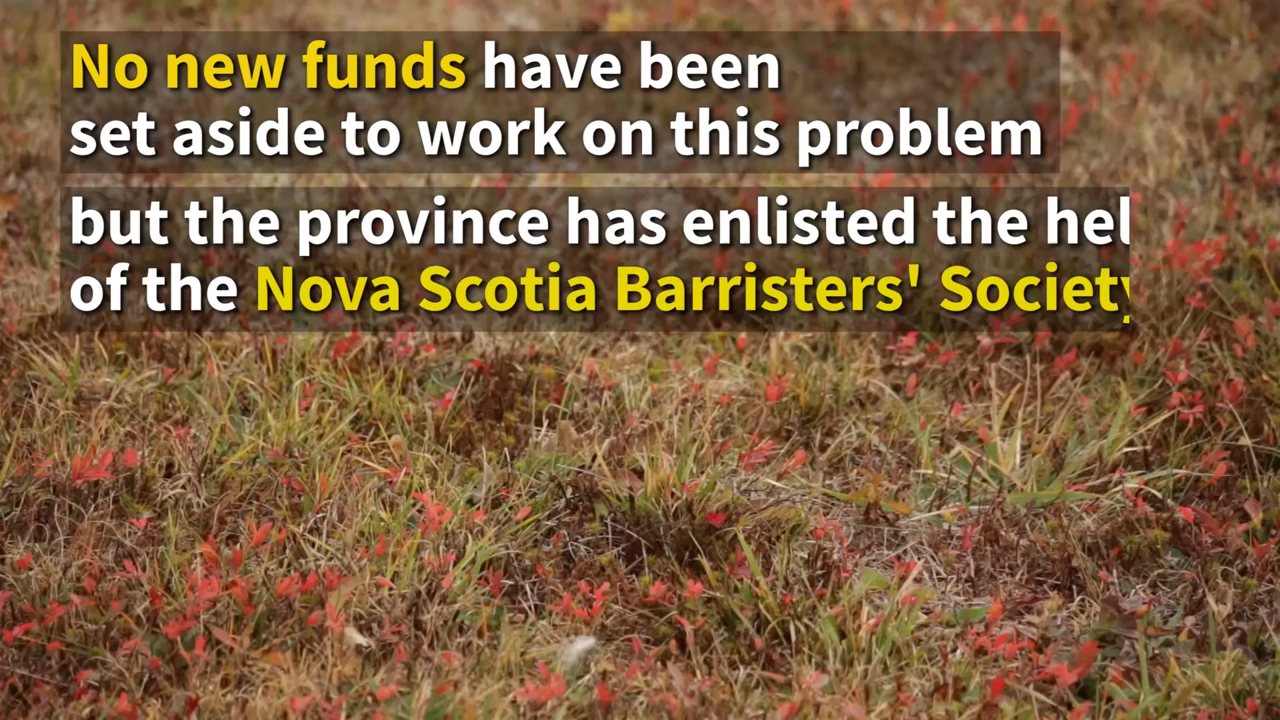 No new funds have been
set aside to work on this problem
but the province has enlisted the hel
of the Nova Scotia Barristers' Society